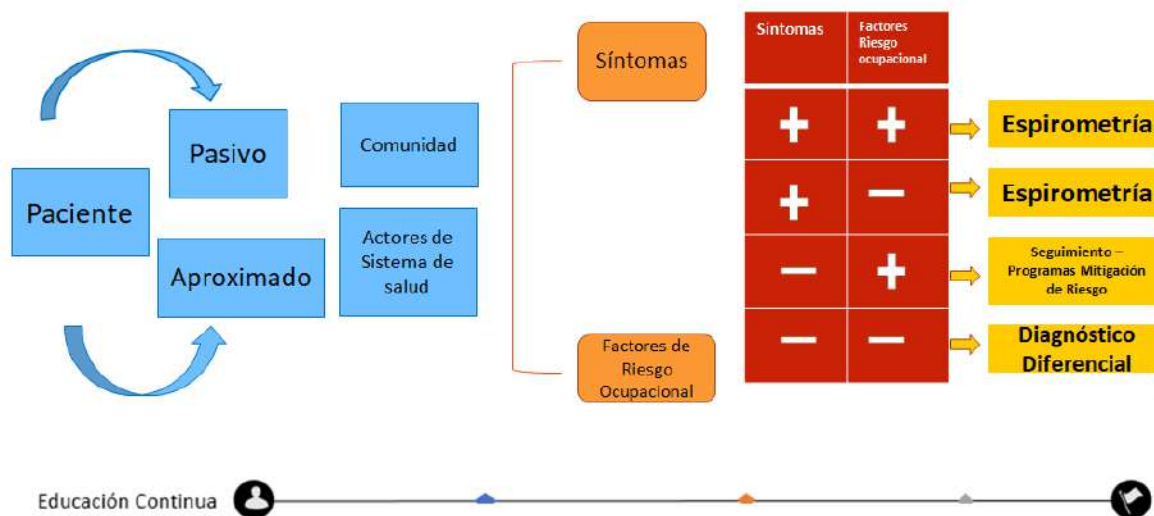 Paciente
Pasivo
Aproximado
Comunidad
Actores de
Sistema de
salud
Síntomas
Factores de
Riesgo
Ocupacional
Síntomas
Factores
Riesgo
ocupacional
+ +
+ −
− +
− −
Espirometría
Espirometría
Seguimiento –
Programas Mitigación
de Riesgo
Diagnóstico
Diferencial
Educación Continua